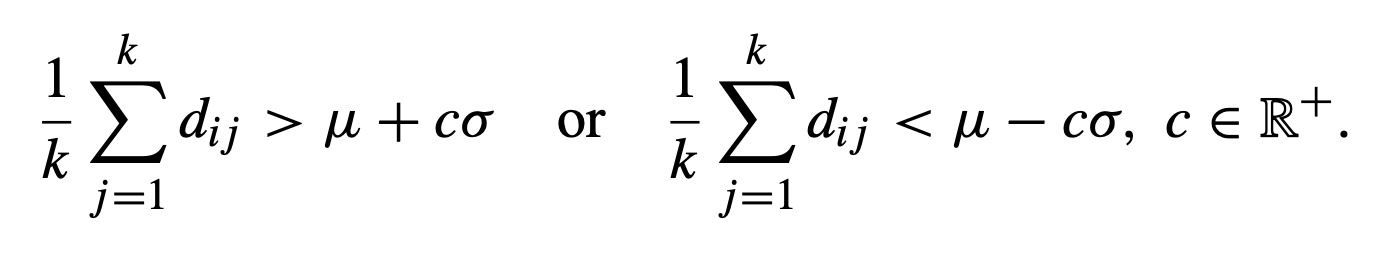 \frac{1}{k} \sum_{j=1}^{k} d_{ij} > \mu + c\sigma \quad \text{or} \quad \frac{1}{k} \sum_{j=1}^{k} d_{ij} < \mu - c\sigma, \ c \in \mathbb{R}^{+}.